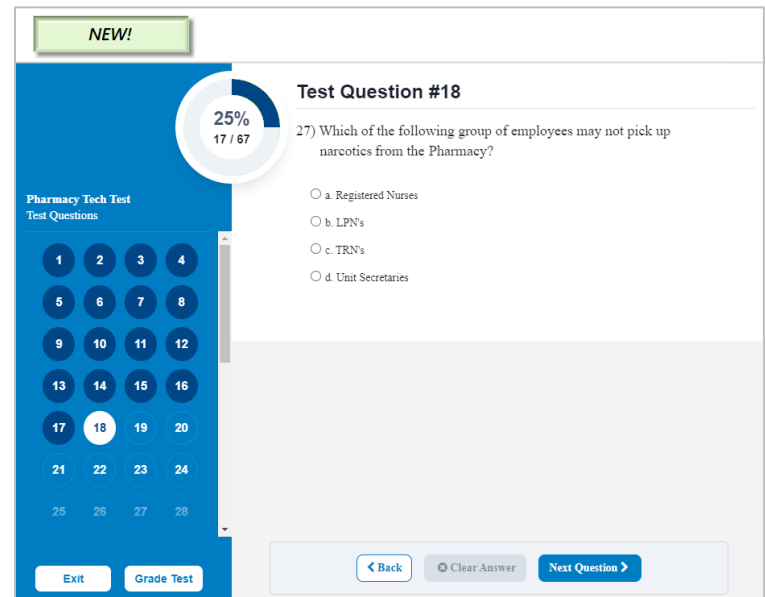 NEW!
25%
17 / 67
Pharmacy Tech Test
Test Questions
1 2 3 4
5 6 7 8
9 10 11 12
13 14 15 16
17 18 19 20
21 22 23 24
25 26 27 28
Exit Grade Test
Test Question #18
27) Which of the following group of employees may not pick up
narcotics from the Pharmacy?
a. Registered Nurses
b. LPN's
c. TRN's
d. Unit Secretaries
Back Clear Answer Next Question